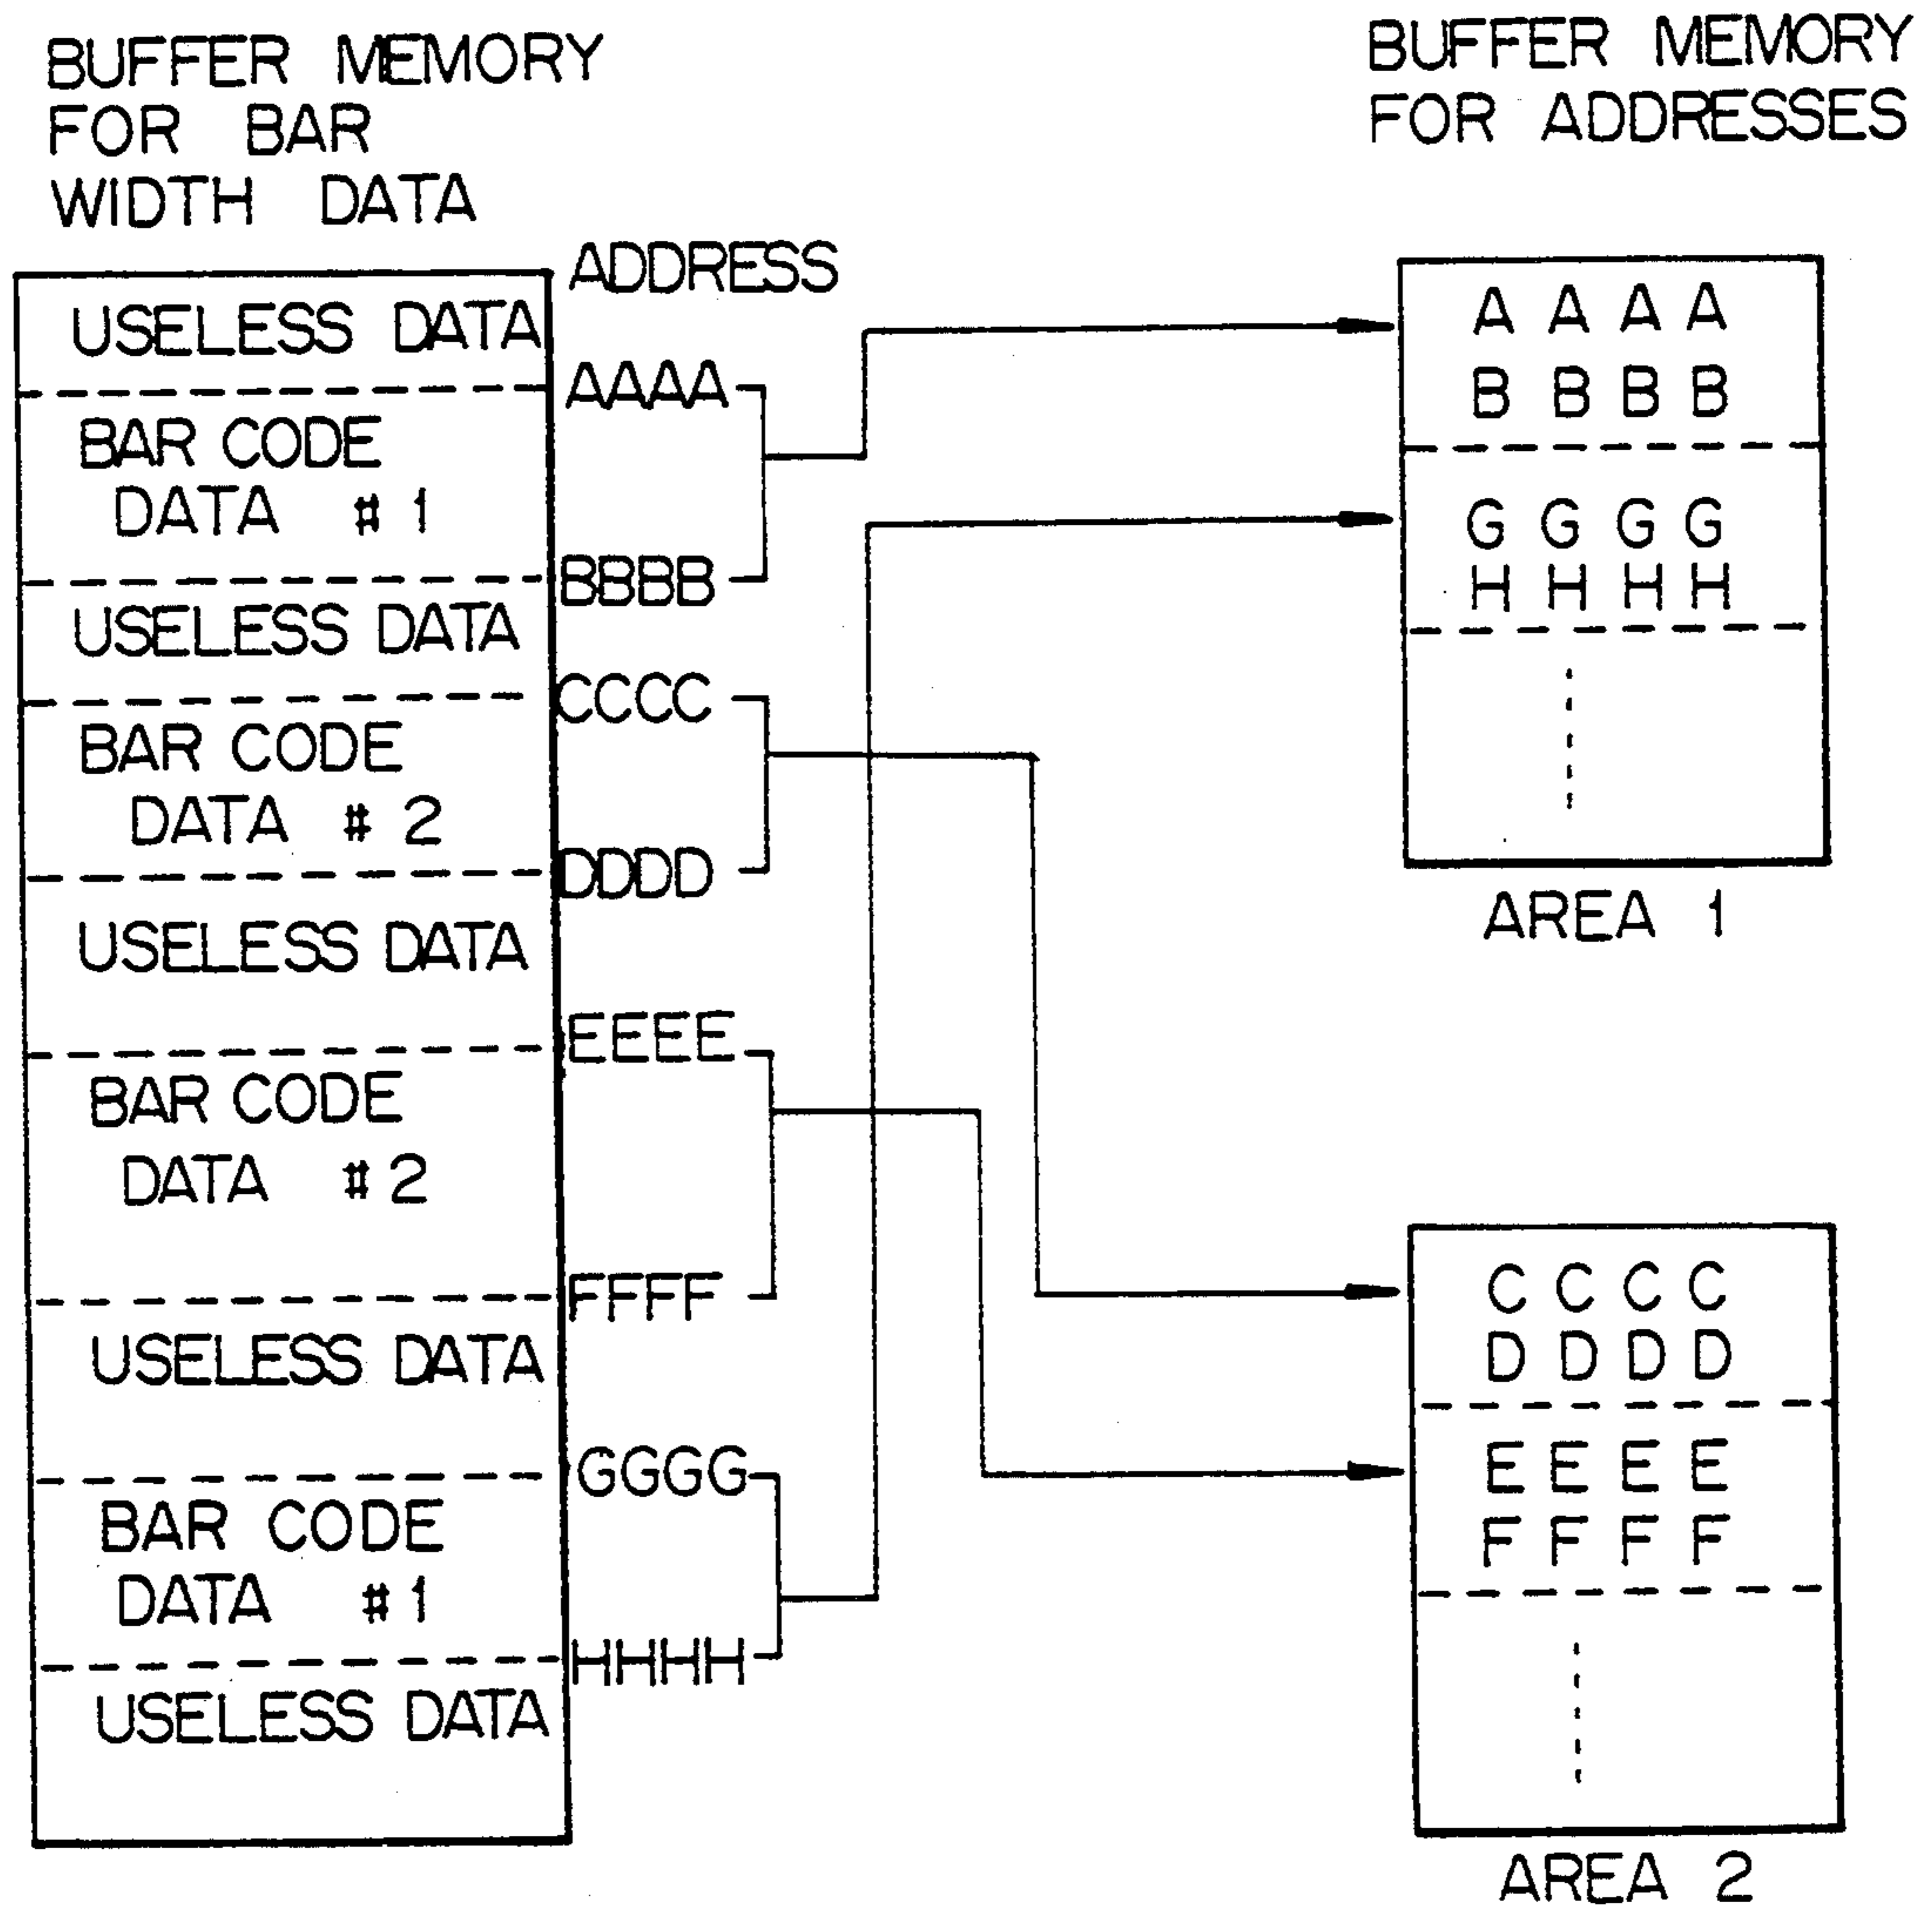 BUFFER MEMORY
FOR BAR
WIDTH DATA
ADDRESS
USELESS DATA
AAAA
BAR CODE
DATA # 1
BBBB
USELESS DATA
CCCC
BAR CODE
DATA # 2
DDDD
USELESS DATA
EEEE
BAR CODE
DATA # 2
FFFF
USELESS DATA
GGGG
BAR CODE
DATA # 1
HHHH
USELESS DATA
BUFFER MEMORY
FOR ADDRESSES
A A A A
B B B B
G G G G
H H H H
AREA 1
C C C C
D D D D
E E E E
F F F F
AREA 2